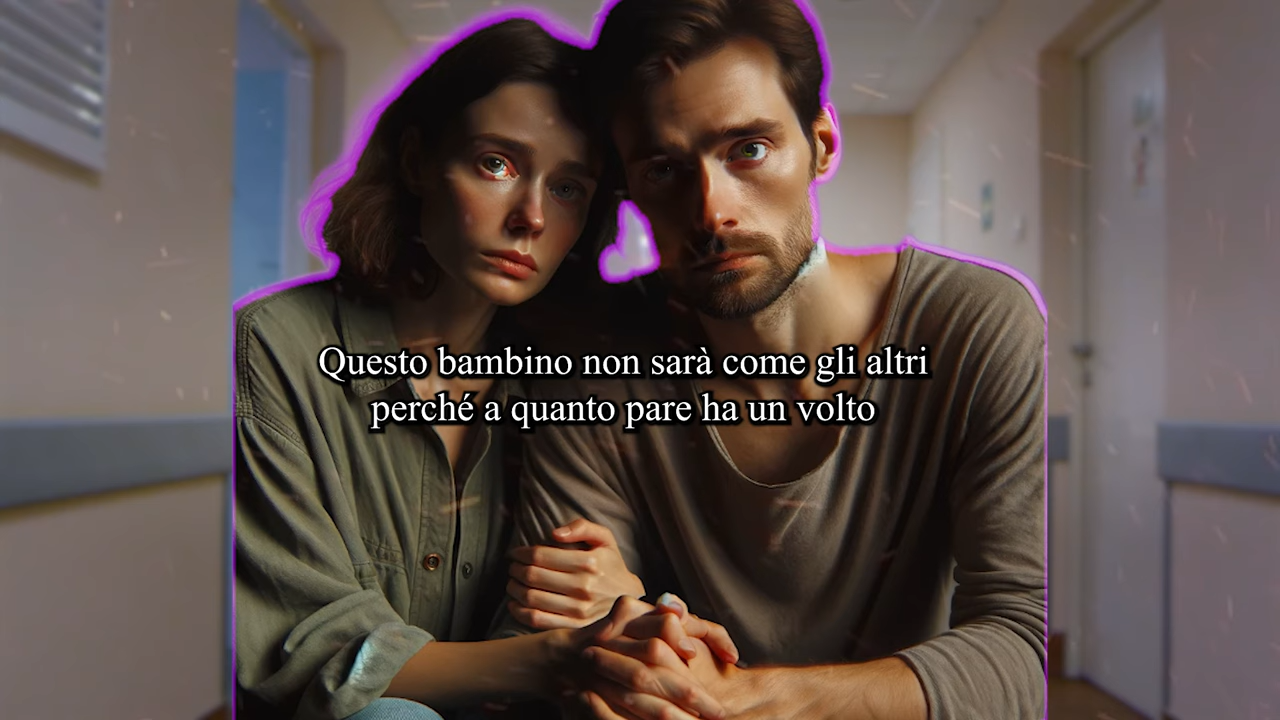 Questo bambino non sarà come gli altri
perché a quanto pare ha un volto